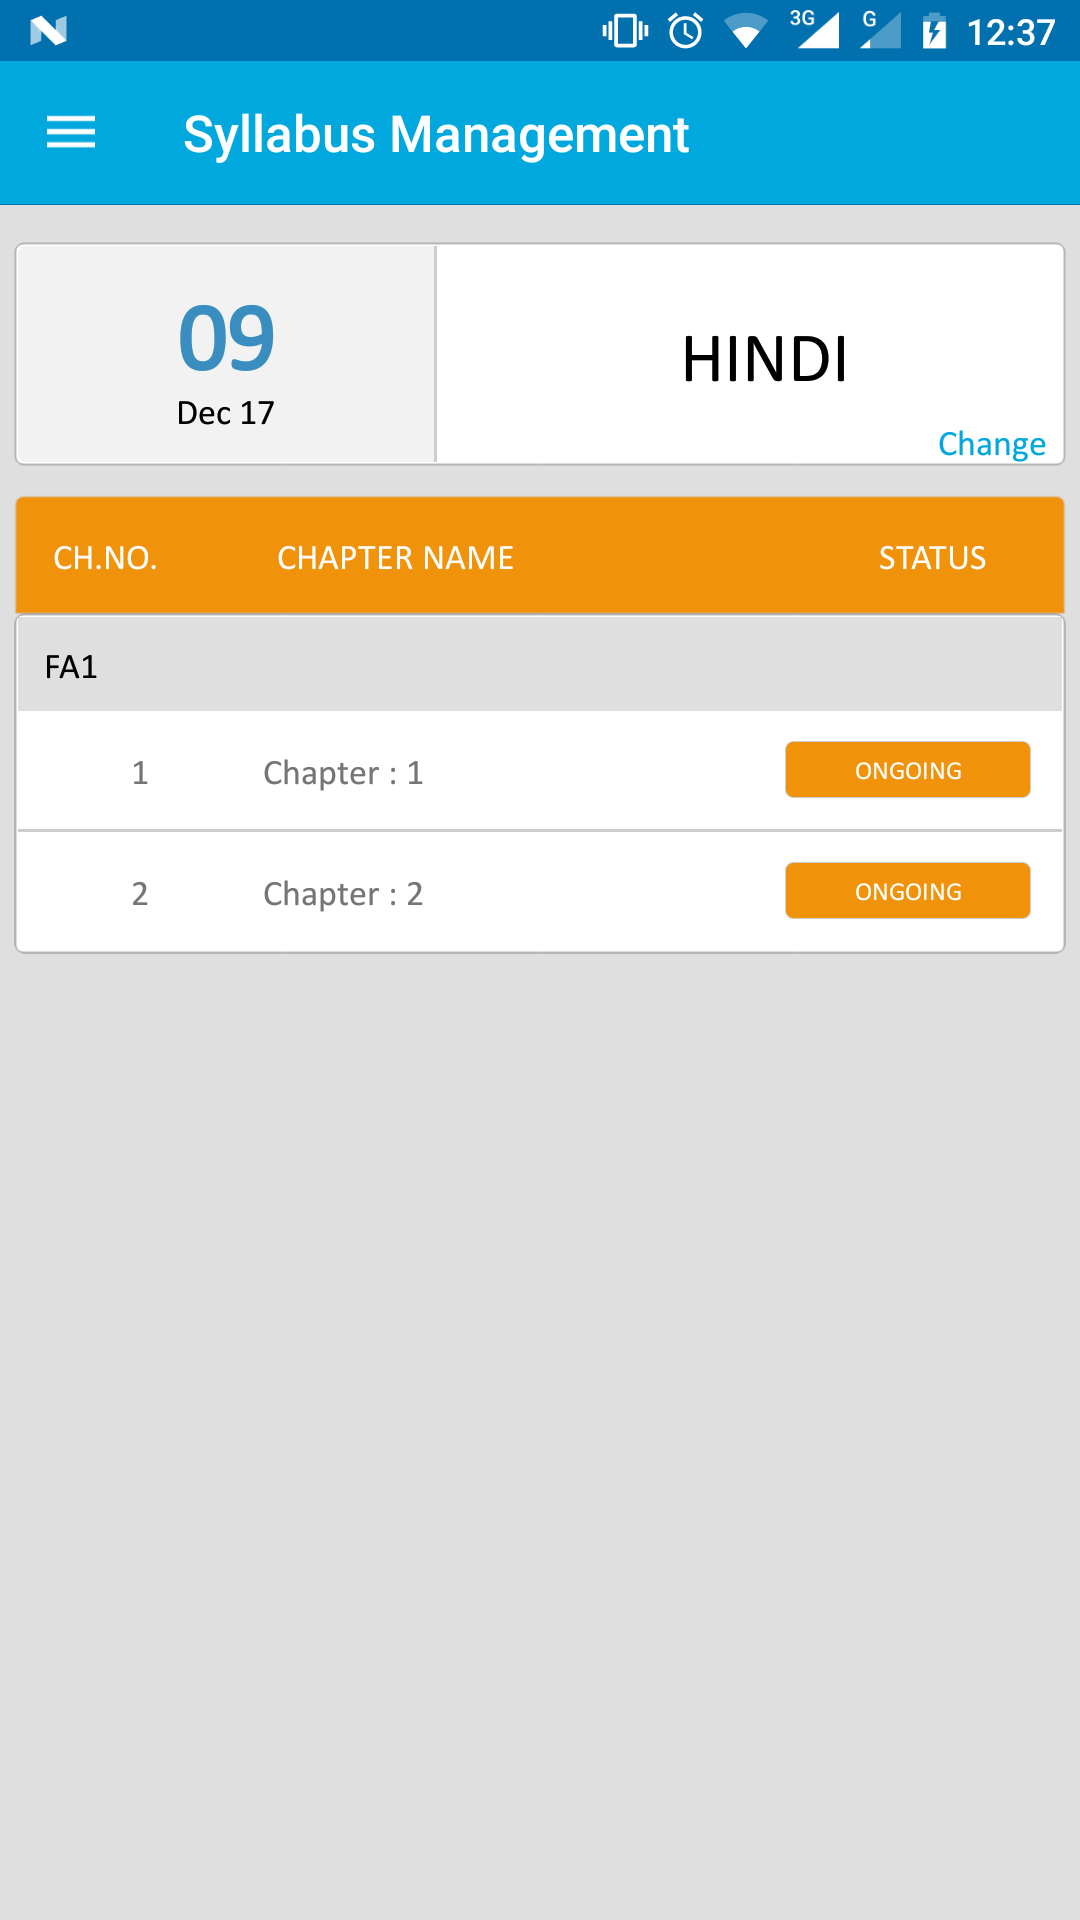 3G G 12:37
Syllabus Management
09
Dec 17
HINDI
Change
CH.NO. CHAPTER NAME STATUS
FA1
1 Chapter : 1 ONGOING
2 Chapter : 2 ONGOING